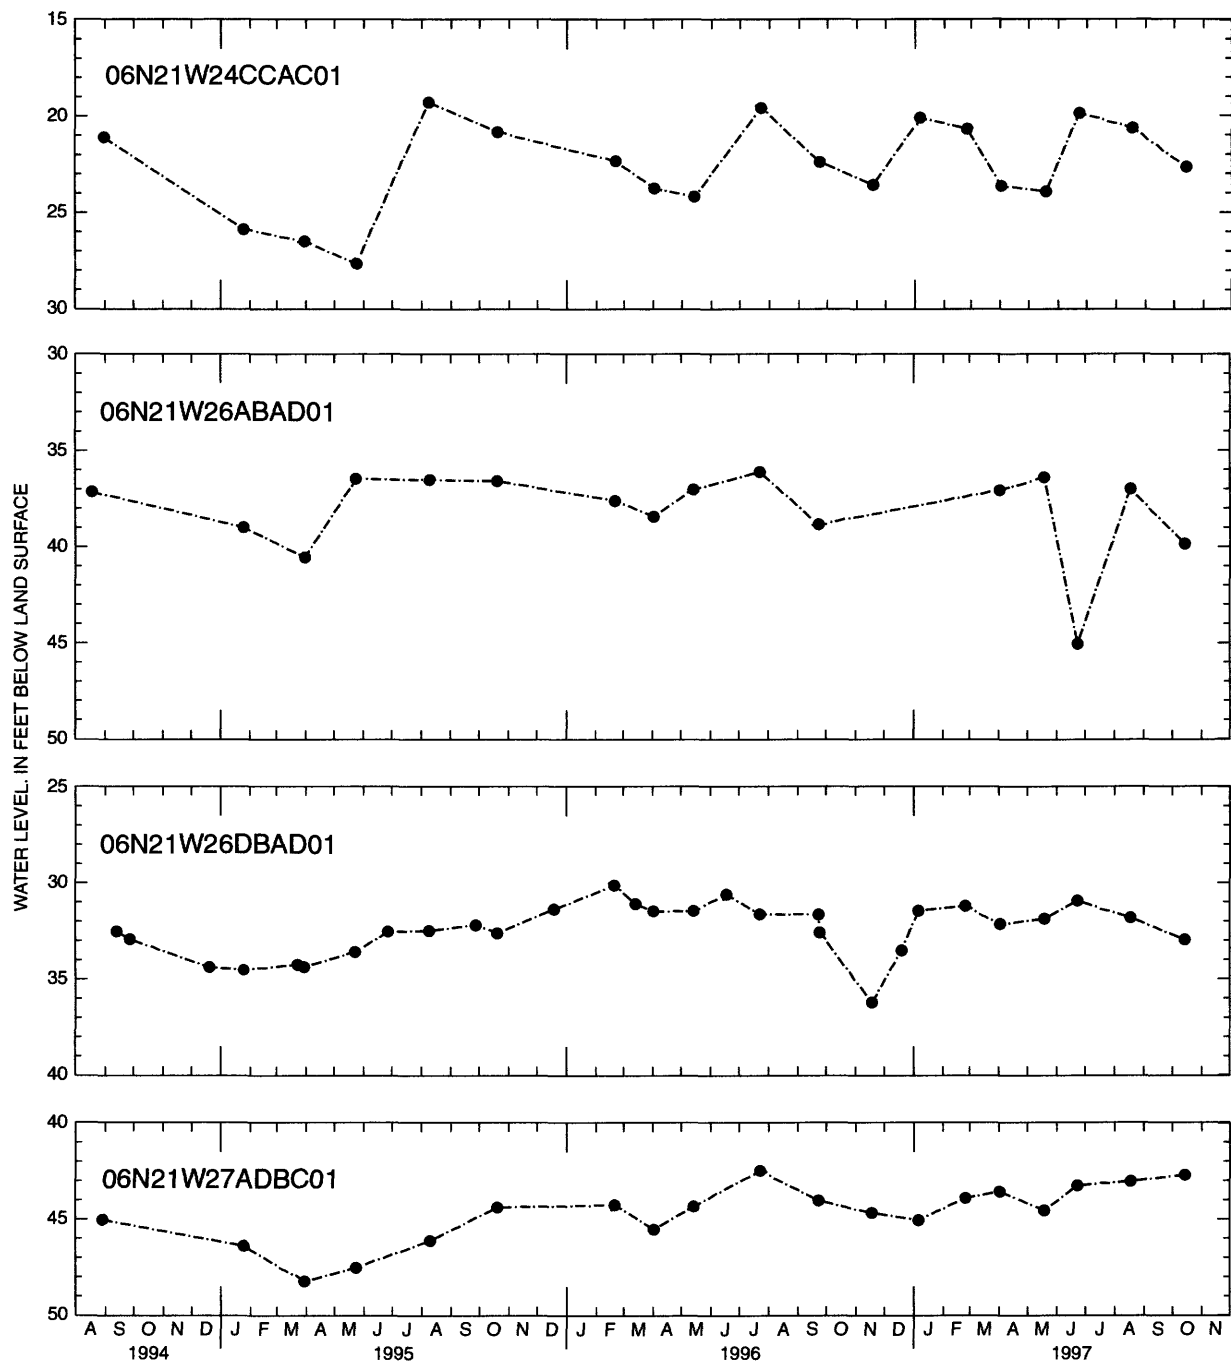 WATER LEVEL, IN FEET BELOW LAND SURFACE
15
06N21W24CCAC01
20
25
30
30
06N21W26ABAD01
35
40
45
50
25
06N21W26DBAD01
30
35
40
40
06N21W27ADBC01
45
50
A S O N D J F M A M J J A S O N D J F M A M J J A S O N D J F M A M J J A S O N
1994 1995 1996 1997